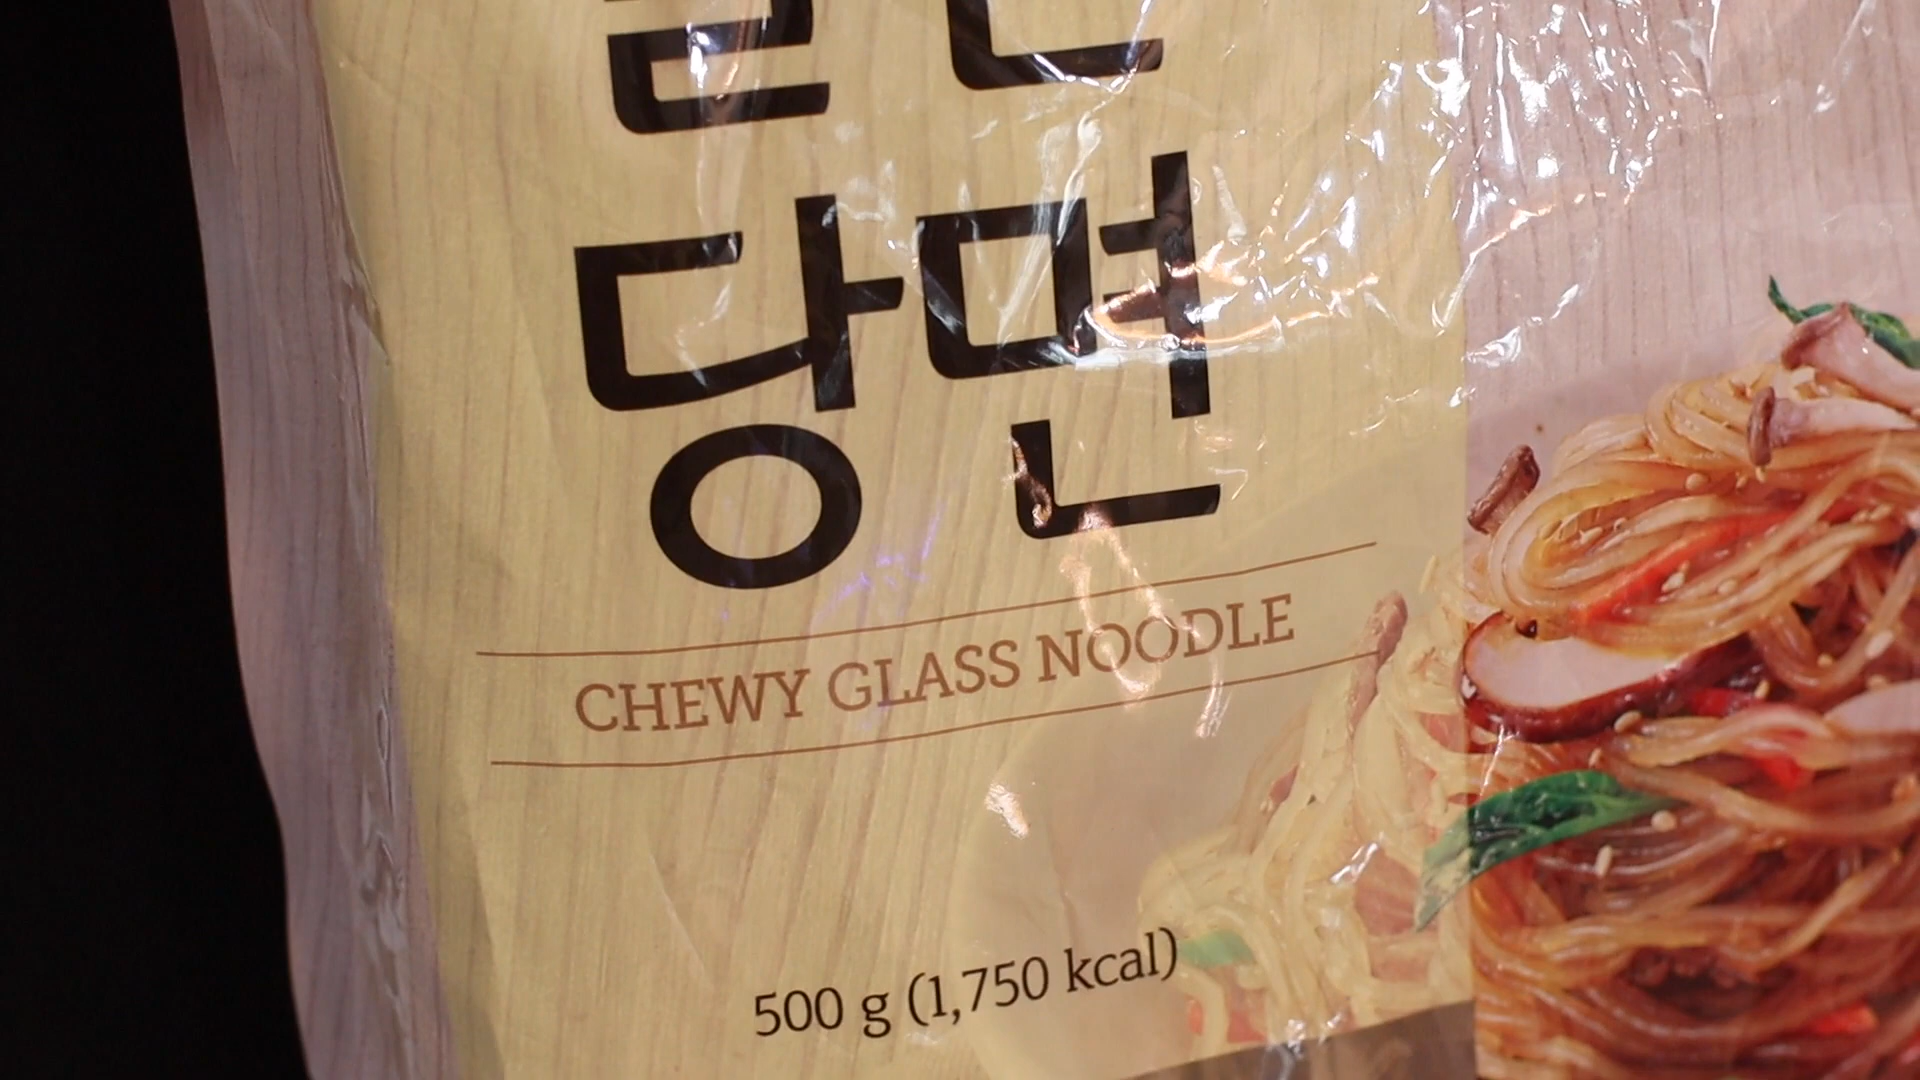 당면
CHEWY GLASS NOODLE
500 g (1,750 kcal)